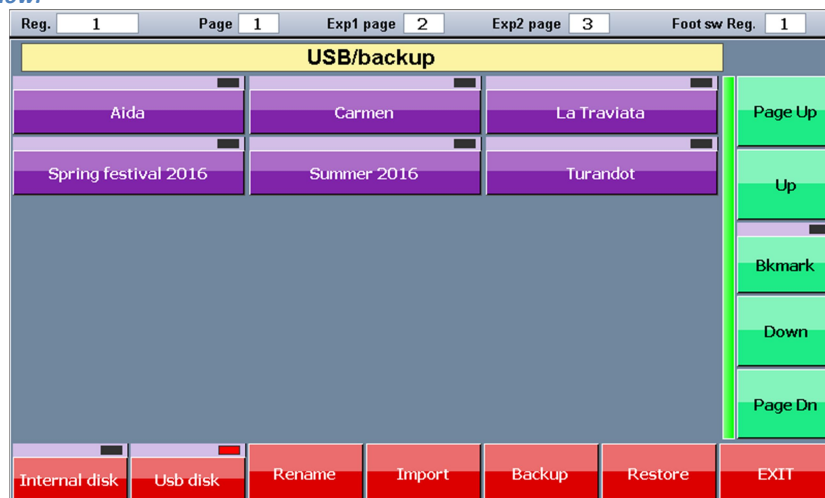 Reg. 1 Page 1 Exp1 page 2 Exp2 page 3 Foot sw Reg. 1
USB/backup
Aida Carmen La Traviata
Page Up
Spring festival 2016 Summer 2016 Turandot
Up
Bkmark
Down
Page Dn
Internal disk Usb disk Rename Import Backup Restore EXIT